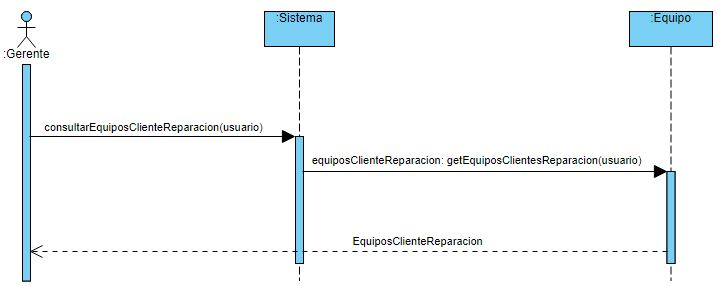 :Gerente
:Sistema
:Equipo
consultarEquiposClienteReparacion(usuario)
equiposClienteReparacion: getEquiposClientesReparacion(usuario)
EquiposClienteReparacion